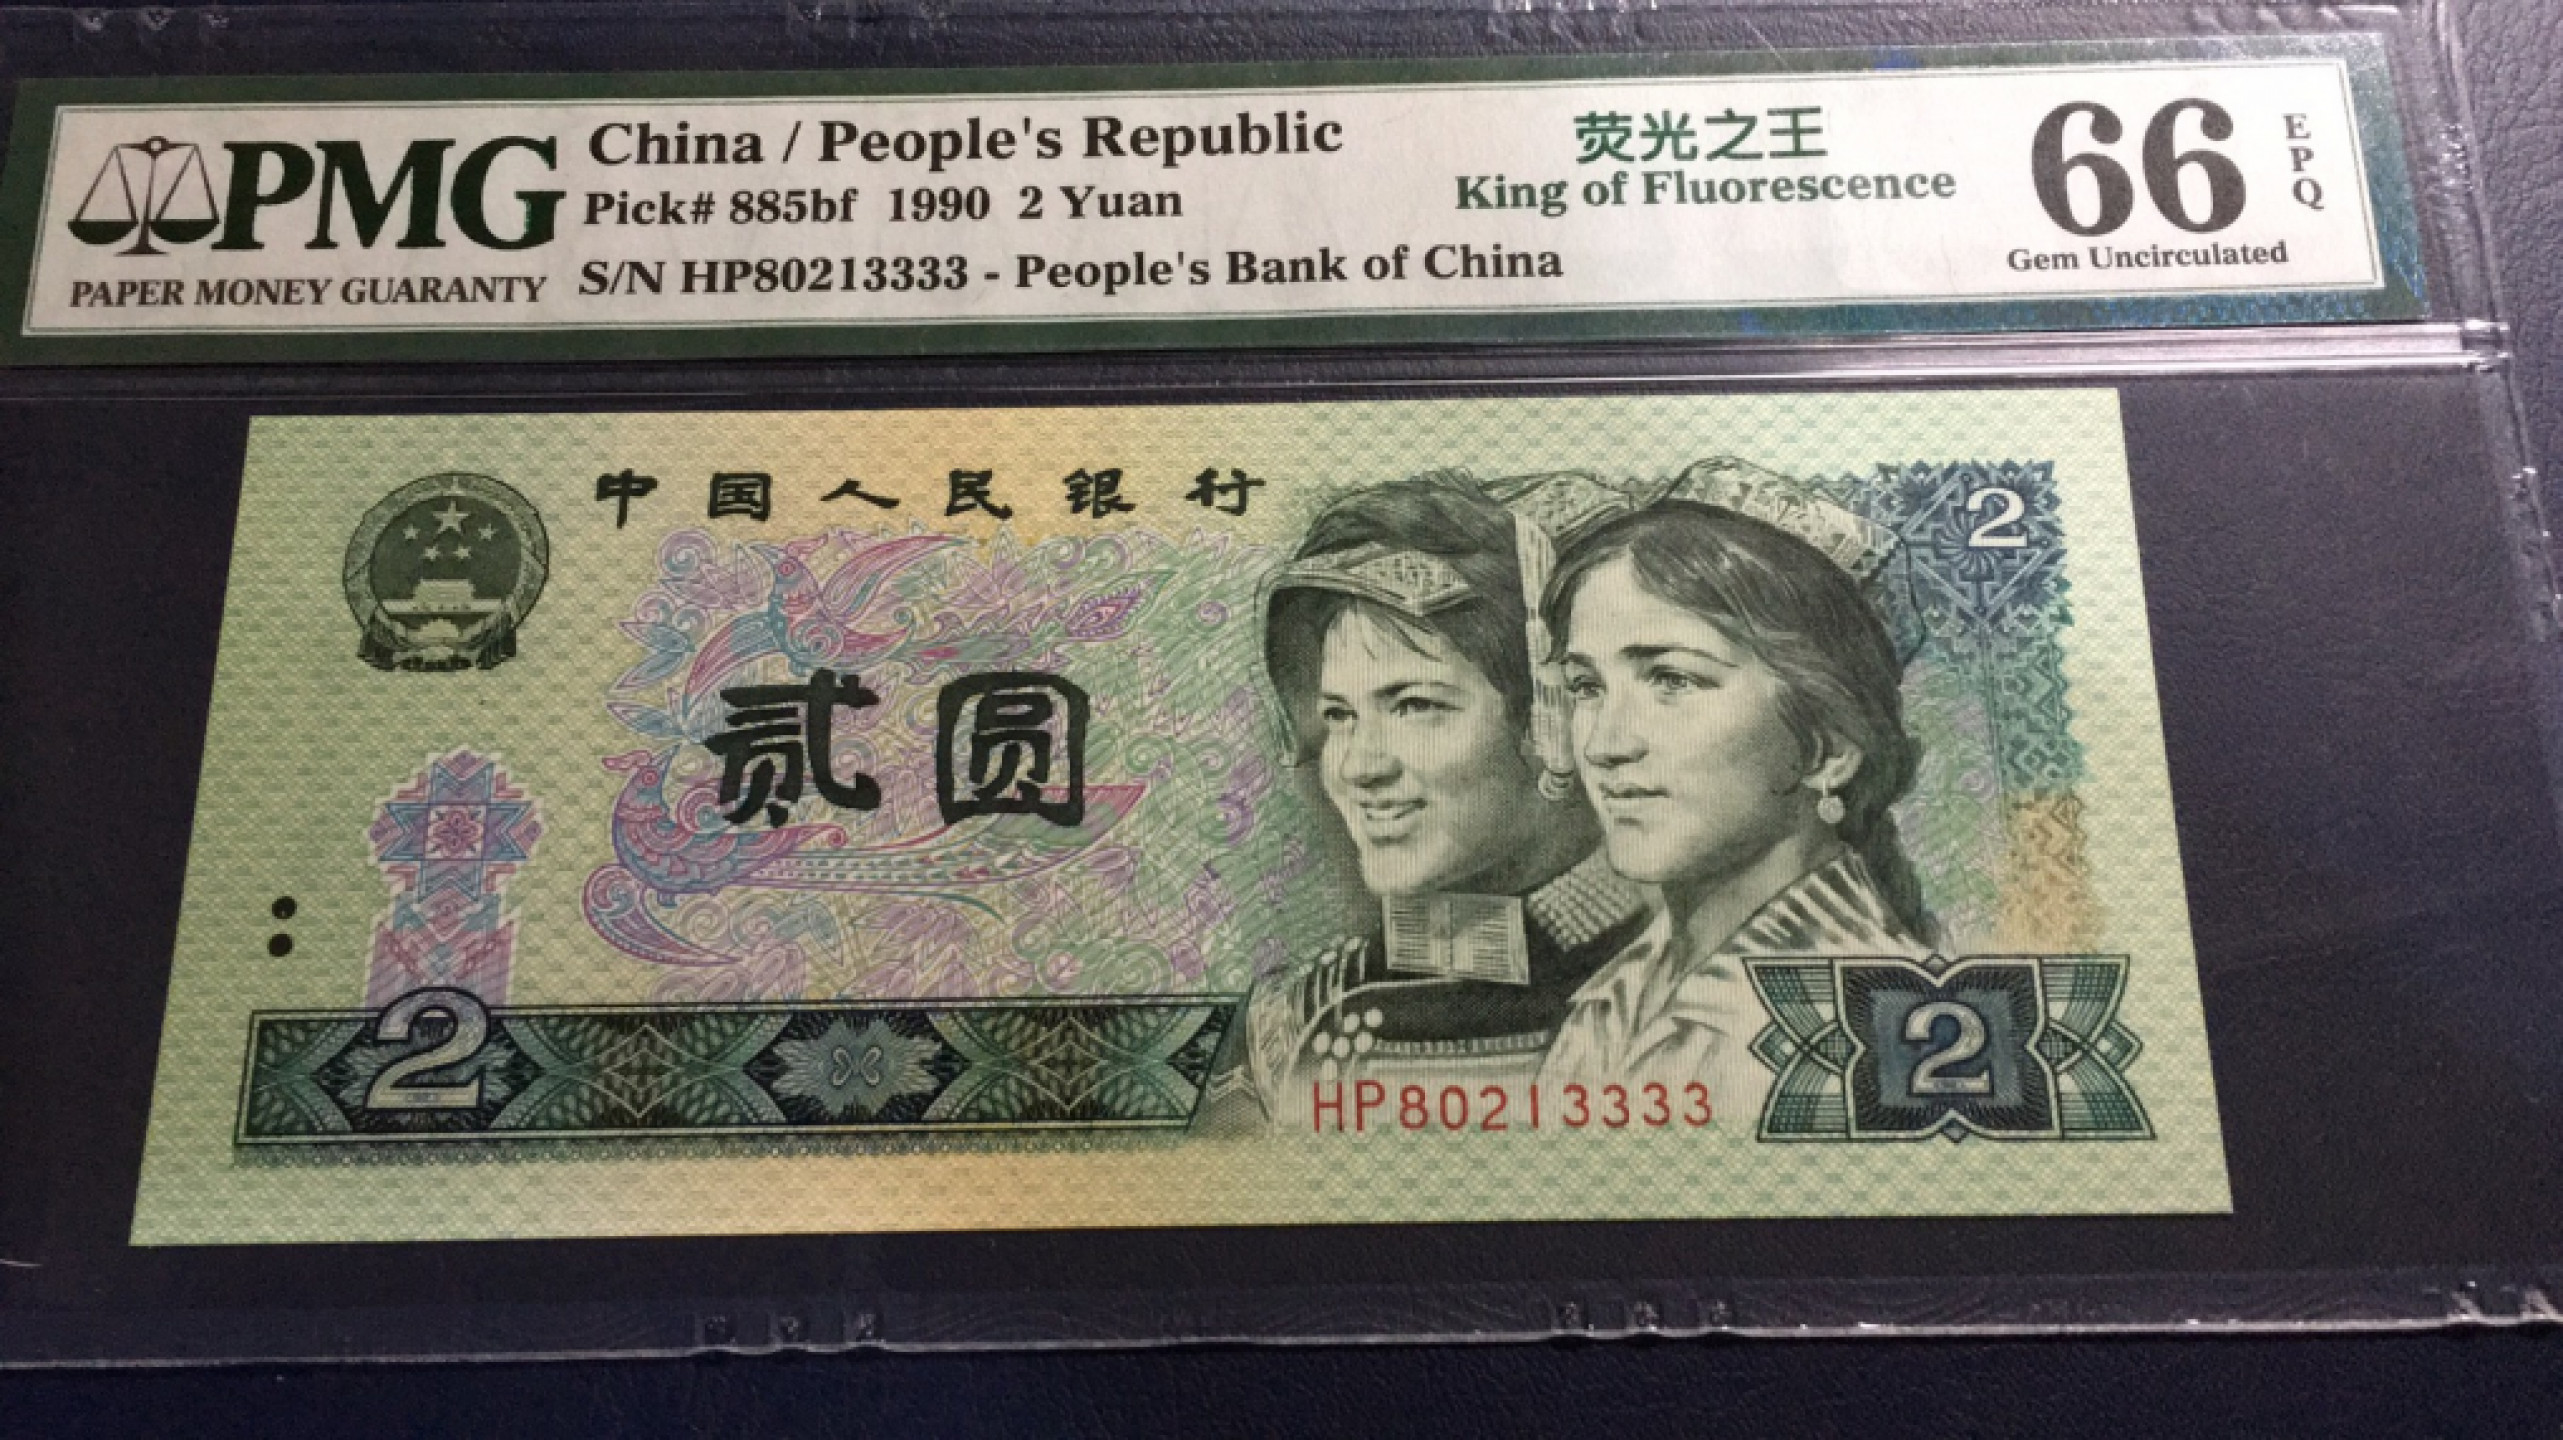 PMG
PAPER MONEY GUARANTY
China / People's Republic
Pick# 885bf 1990 2 Yuan
S/N HP80213333 - People's Bank of China
荧光之王
King of Fluorescence
66
EPQ
Gem Uncirculated
中国人民银行
2
贰圆
2
HP80213333
2